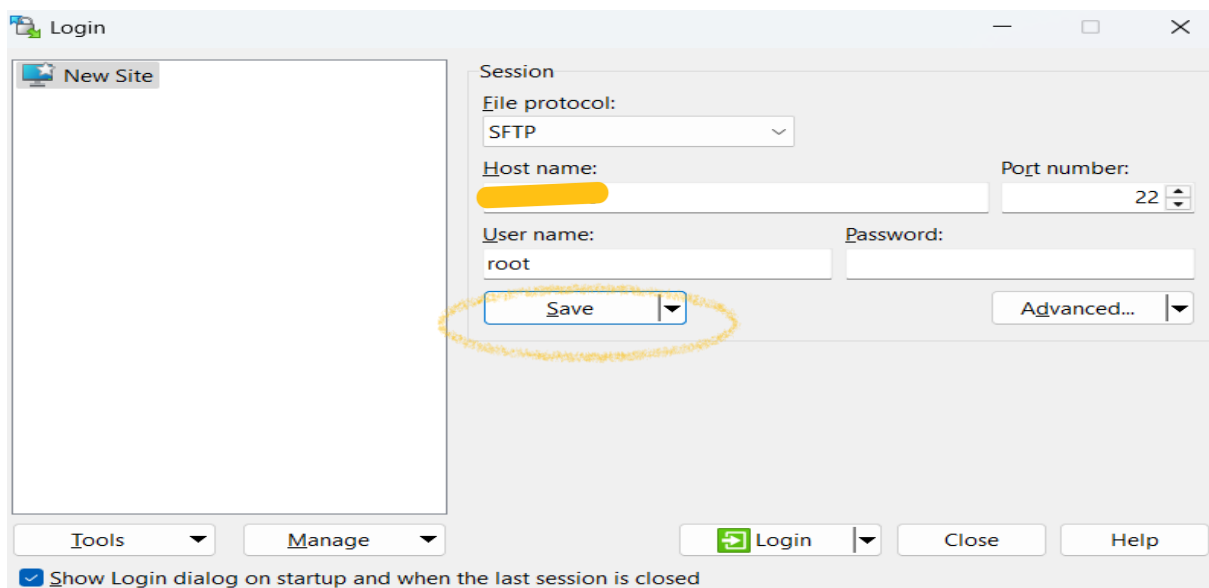 Login
New Site
Session
File protocol:
SFTP
Host name: Port number:
22
User name: Password:
root
Save Advanced...
Tools Manage Login Close Help
Show Login dialog on startup and when the last session is closed